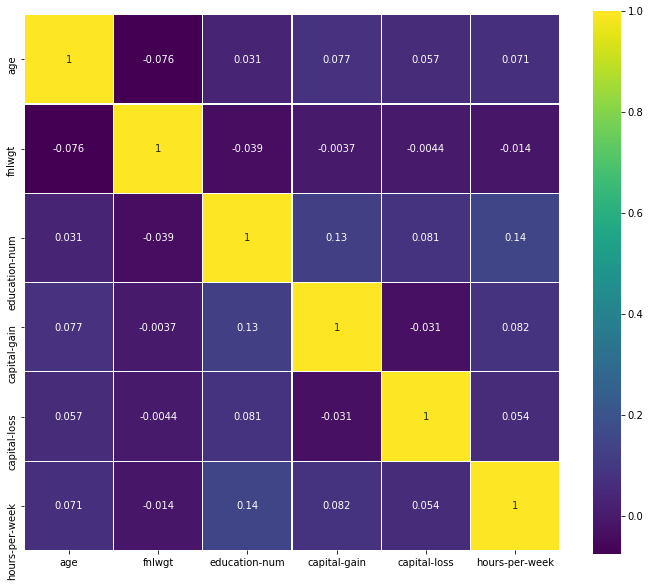 age 1 -0.076 0.031 0.077 0.057 0.071
fnlwgt -0.076 1 -0.039 -0.0037 -0.0044 -0.014
education-num 0.031 -0.039 1 0.13 0.081 0.14
capital-gain 0.077 -0.0037 0.13 1 -0.031 0.082
capital-loss 0.057 -0.0044 0.081 -0.031 1 0.054
hours-per-week 0.071 -0.014 0.14 0.082 0.054 1
age fnlwgt education-num capital-gain capital-loss hours-per-week
1.0
0.8
0.6
0.4
0.2
0.0